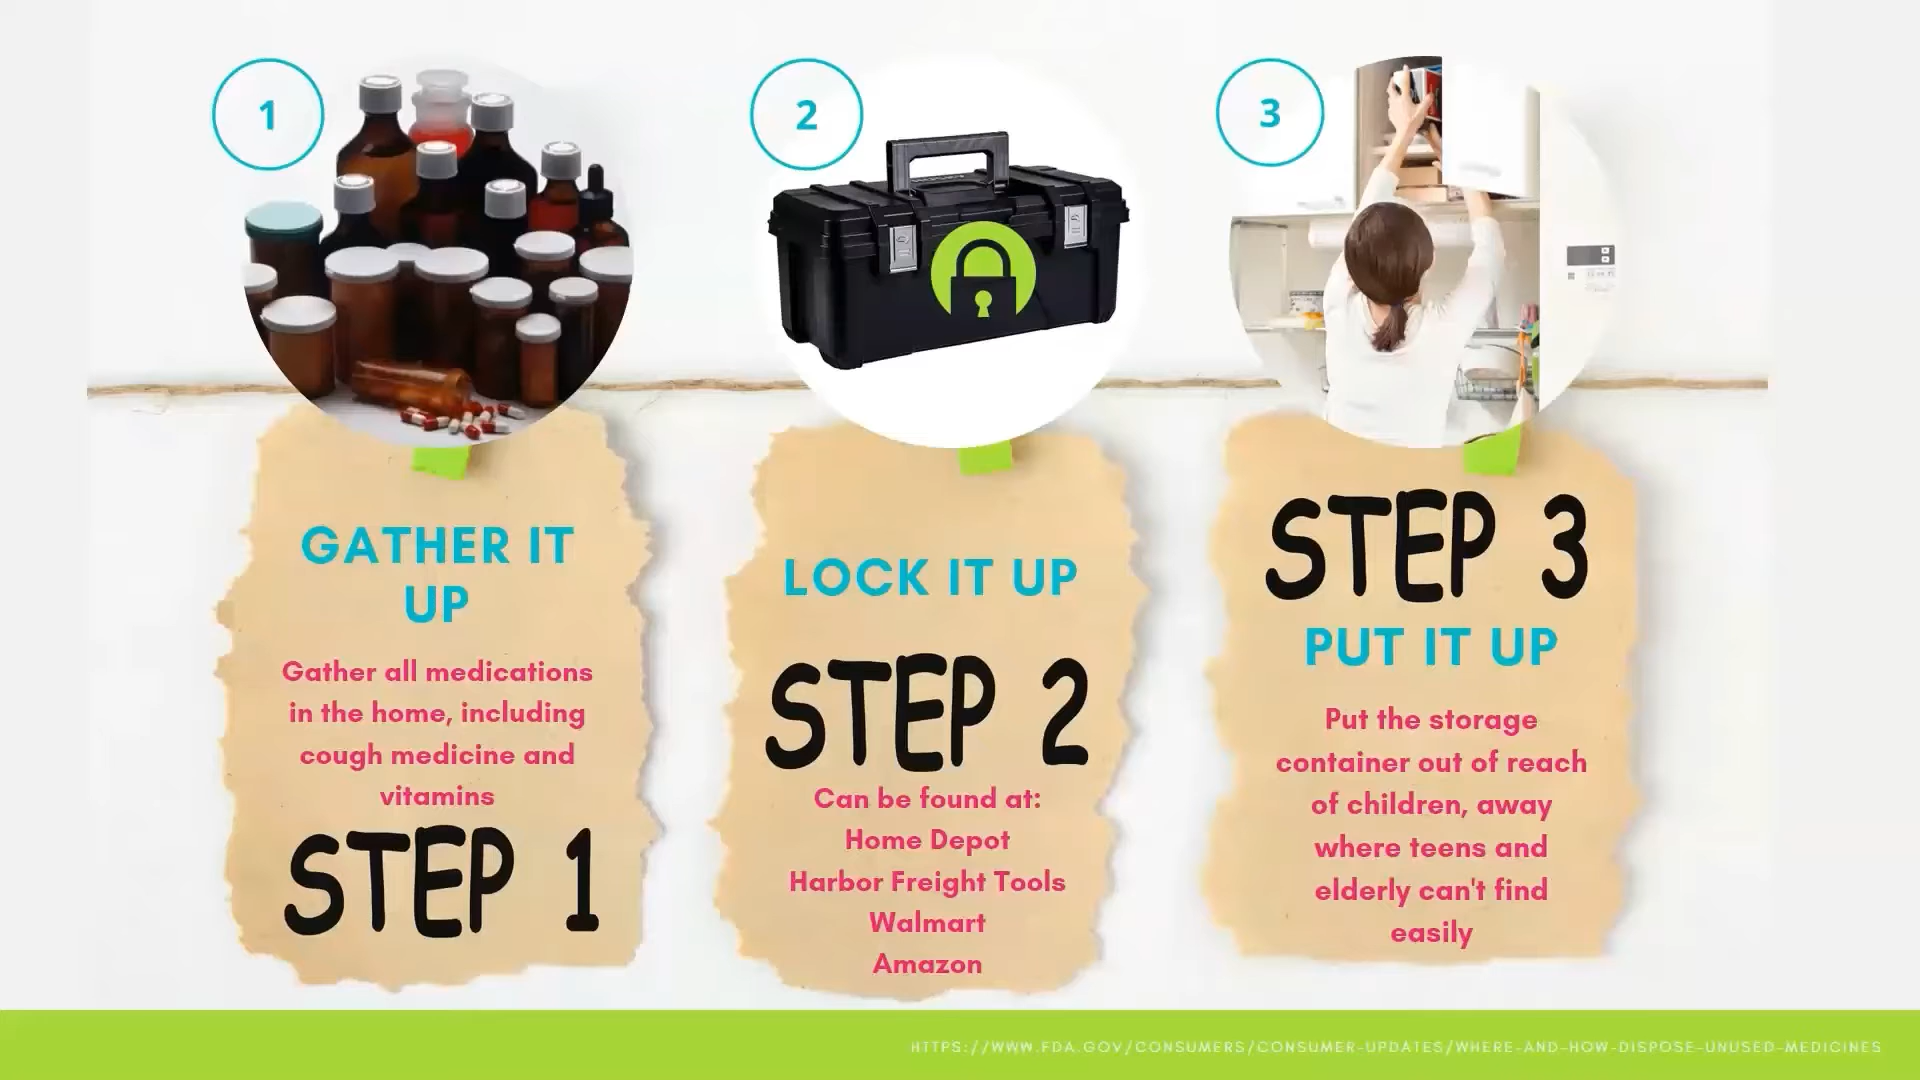 1
GATHER IT
UP
Gather all medications
in the home, including
cough medicine and
vitamins
STEP 1
2
LOCK IT UP
STEP 2
Can be found at:
Home Depot
Harbor Freight Tools
Walmart
Amazon
3
STEP 3
PUT IT UP
Put the storage
container out of reach
of children, away
where teens and
elderly can't find
easily
HTTPS://WWW.FDA.GOV/CONSUMERS/CONSUMER-UPDATES/WHERE-AND-HOW-DISPOSE-UNUSED-MEDICINES